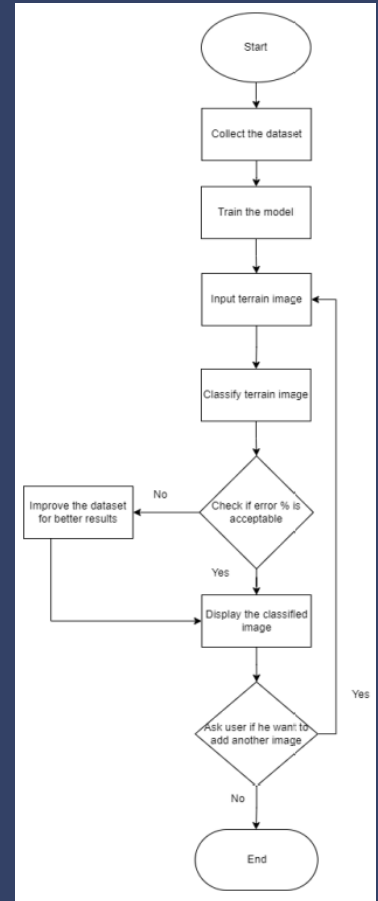 Start
Collect the dataset
Train the model
Input terrain image
Classify terrain image
Check if error % is
acceptable
No
Improve the dataset
for better results
Yes
Display the classified
image
Ask user if he want to
add another image
Yes
No
End